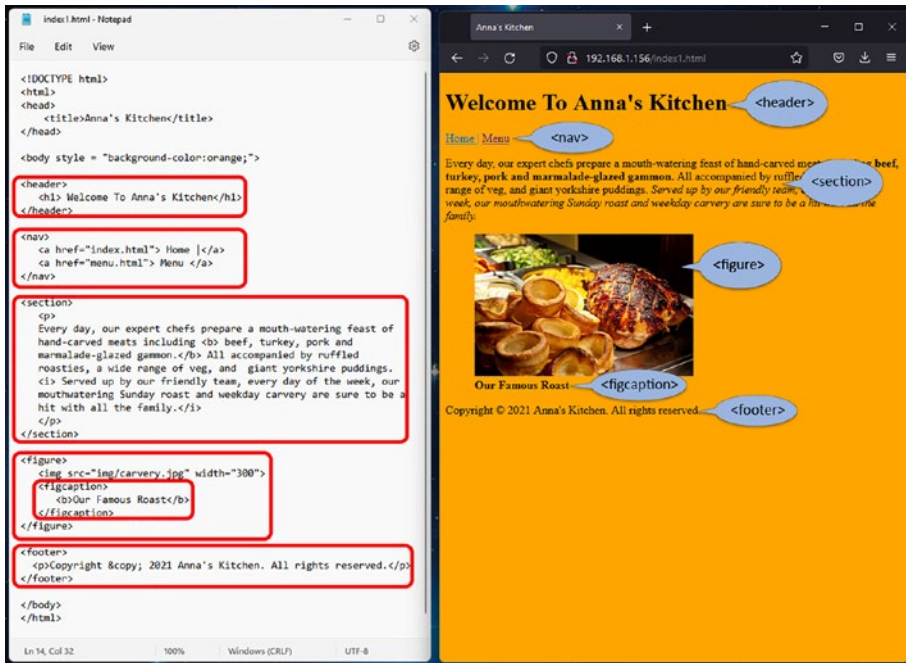 index1.html - Notepad
File Edit View
<!DOCTYPE html>
<html>
<head>
<title>Anna's Kitchen</title>
</head>
<body style = "background-color:orange;">
<header>
<h1> Welcome To Anna's Kitchen</h1>
</header>
<nav>
<a href="index.html"> Home |</a>
<a href="menu.html"> Menu </a>
</nav>
<section>
<p>
Every day, our expert chefs prepare a mouth-watering feast of
hand-carved meats including <b> beef, turkey, pork and
marmalade-glazed gammon.</b> All accompanied by ruffled
roasties, a wide range of veg, and giant yorkshire puddings.
<i> Served up by our friendly team, every day of the week, our
mouthwatering Sunday roast and weekday carvery are sure to be a
hit with all the family.</i>
</p>
</section>
<figure>
<img src="img/carvery.jpg" width="300">
<figcaption>
<b>Our Famous Roast</b>
</figcaption>
</figure>
<footer>
<p>Copyright &copy; 2021 Anna's Kitchen. All rights reserved.</p>
</footer>
</body>
</html>
Ln 14, Col 32 100% Windows (CRLF) UTF-8
Anna's Kitchen
192.168.1.156/index1.html
Welcome To Anna's Kitchen <header>
Home | Menu <nav>
Every day, our expert chefs prepare a mouth-watering feast of hand-carved beef,
turkey, pork and marmalade-glazed gammon. All accompanied by ruffled
range of veg, and giant yorkshire puddings. Served up by our friendly team, <section>
week, our mouthwatering Sunday roast and weekday carvery are sure to be a the
family.
<figure>
Our Famous Roast <figcaption>
Copyright © 2021 Anna's Kitchen. All rights reserved. <footer>